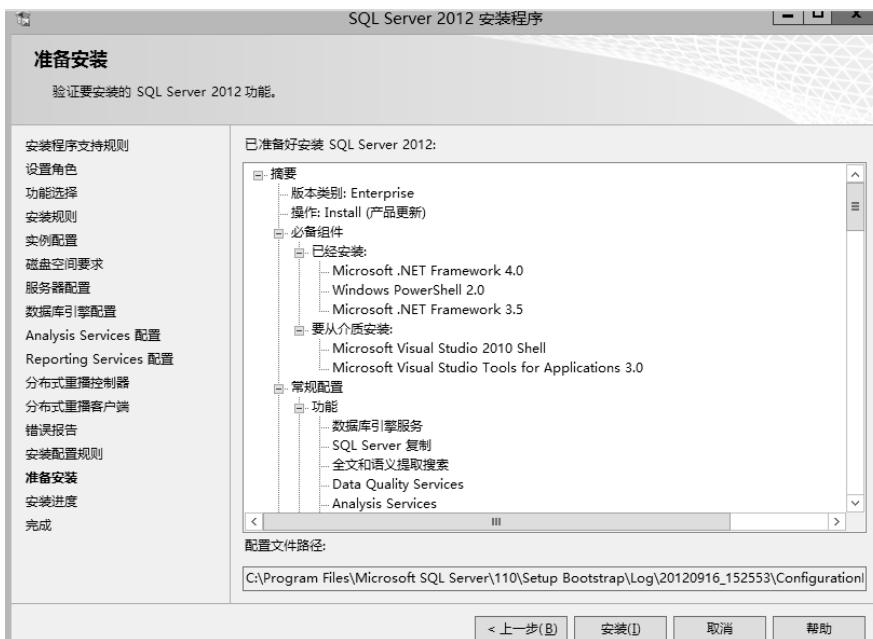 SQL Server 2012 安装程序
准备安装
验证要安装的 SQL Server 2012 功能。
安装程序支持规则
设置角色
功能选择
安装规则
实例配置
磁盘空间要求
服务器配置
数据库引擎配置
Analysis Services 配置
Reporting Services 配置
分布式重播控制器
分布式重播客户端
错误报告
安装配置规则
准备安装
安装进度
完成
已准备好安装 SQL Server 2012:
摘要
版本类别: Enterprise
操作: Install (产品更新)
必备组件
已经安装:
Microsoft .NET Framework 4.0
Windows PowerShell 2.0
Microsoft .NET Framework 3.5
要从介质安装:
Microsoft Visual Studio 2010 Shell
Microsoft Visual Studio Tools for Applications 3.0
常规配置
功能
数据库引擎服务
SQL Server 复制
全文和语义提取搜索
Data Quality Services
Analysis Services
配置文件路径:
C:\Program Files\Microsoft SQL Server\110\Setup Bootstrap\Log\20120916_152553\Configuration
< 上一步(B) 安装(I) 取消 帮助